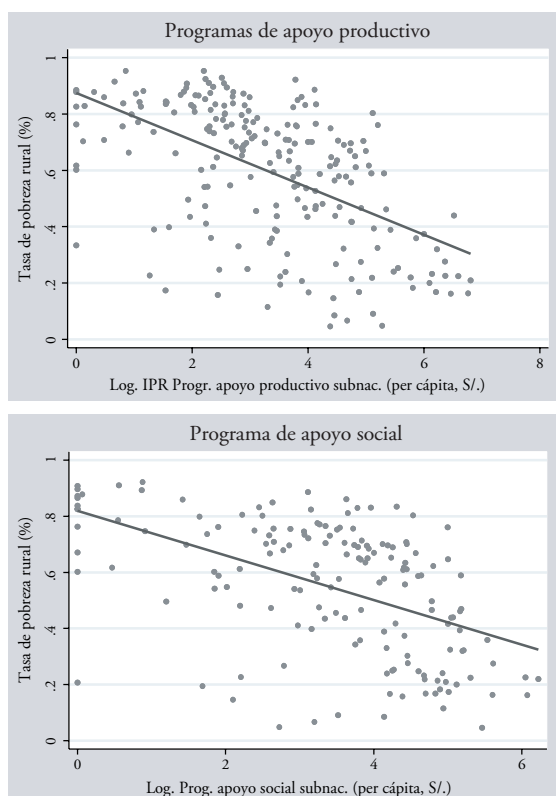 Programas de apoyo productivo
Tasa de pobreza rural (%)
1
.8
.6
.4
.2
0
0 2 4 6 8
Log. IPR Progr. apoyo productivo subnac. (per cápita, S/.)
Programa de apoyo social
Tasa de pobreza rural (%)
1
.8
.6
.4
.2
0
0 2 4 6
Log. Prog. apoyo social subnac. (per cápita, S/.)